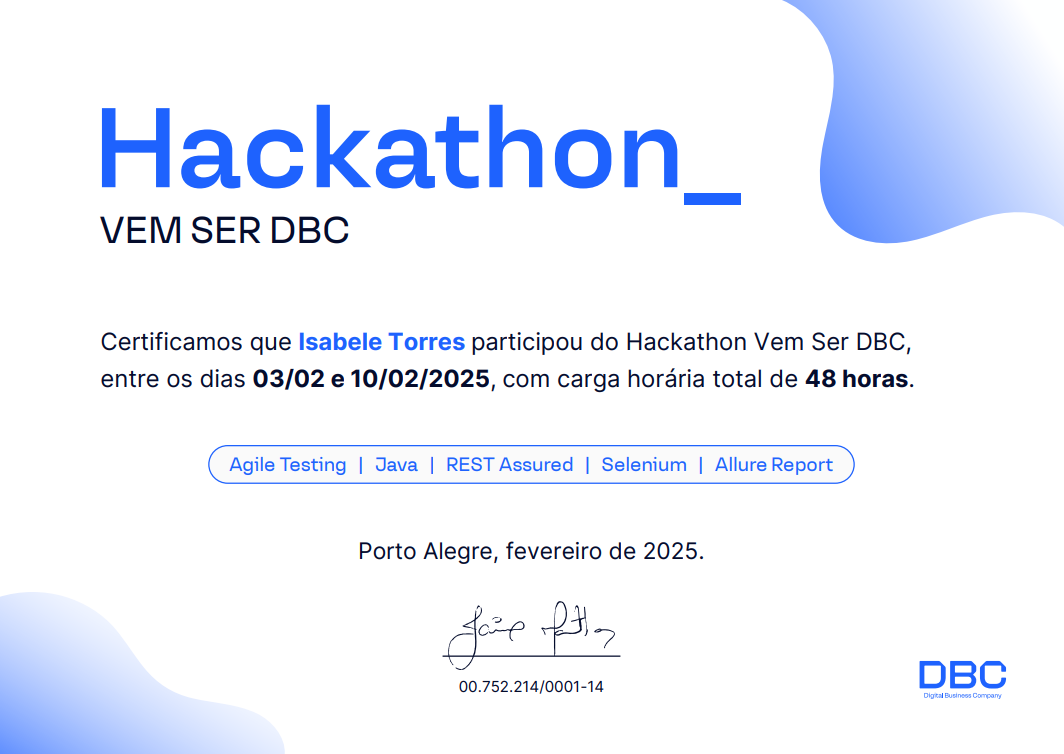 Hackathon_
VEM SER DBC
Certificamos que Isabele Torres participou do Hackathon Vem Ser DBC,
entre os dias 03/02 e 10/02/2025, com carga horária total de 48 horas.
Agile Testing | Java | REST Assured | Selenium | Allure Report
Porto Alegre, fevereiro de 2025.
00.752.214/0001-14
DBC
Digital Business Company